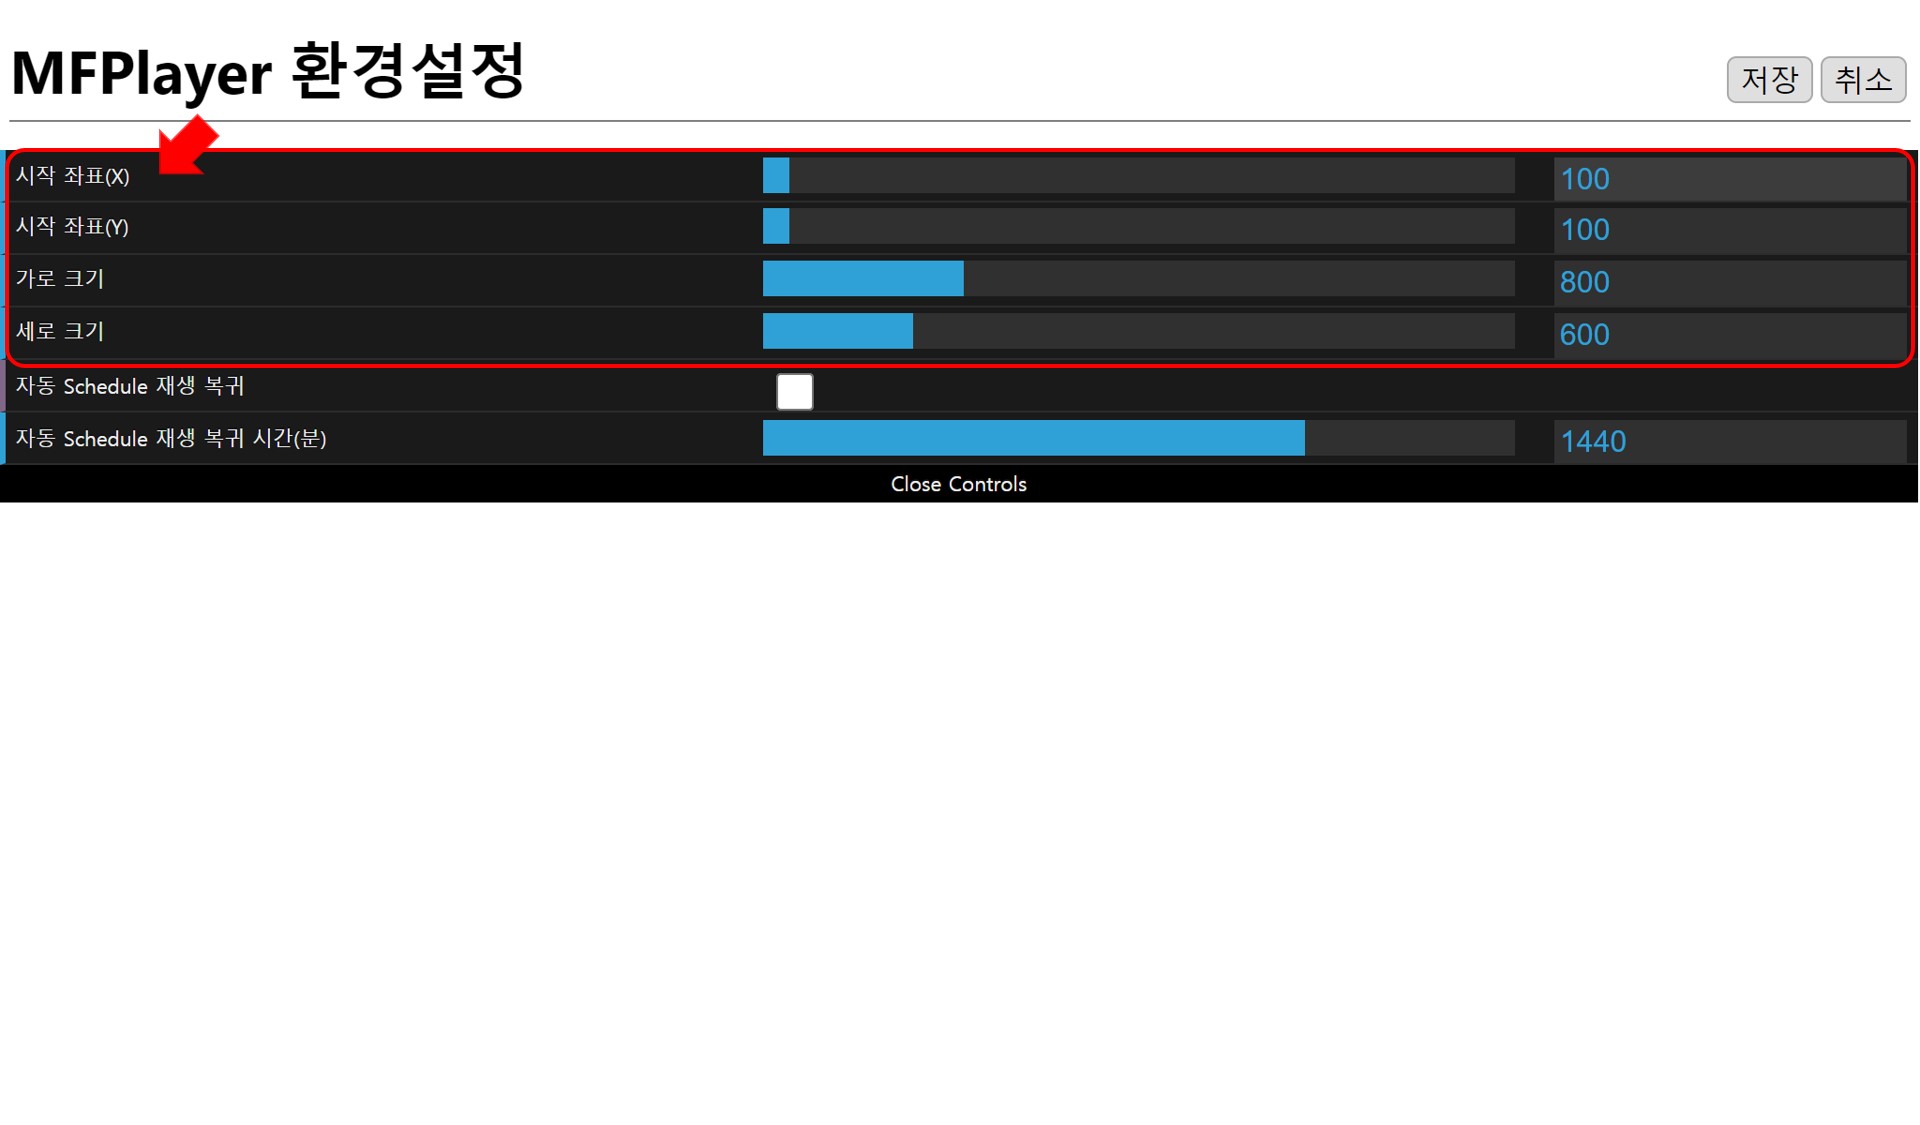 MFPlayer 환경설정
저장 취소
시작 좌표(X) 100
시작 좌표(Y) 100
가로 크기 800
세로 크기 600
자동 Schedule 재생 복귀
자동 Schedule 재생 복귀 시간(분) 1440
Close Controls